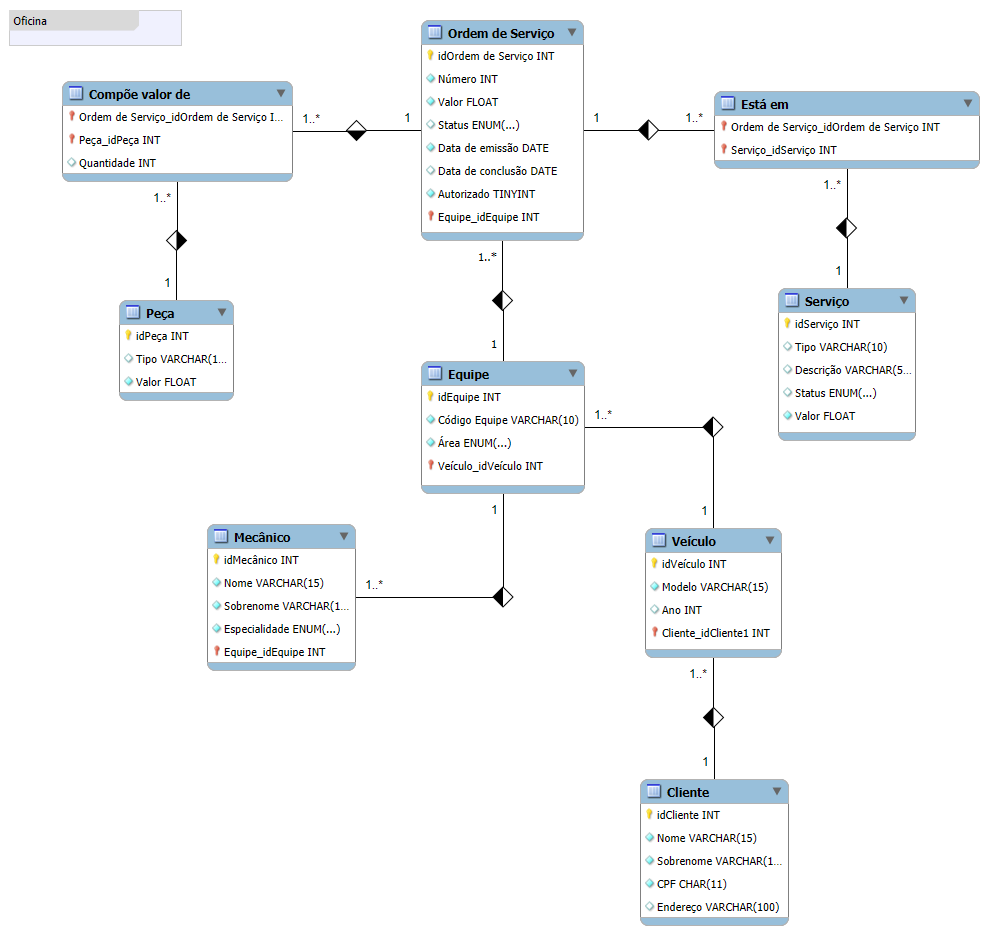 Oficina
Ordem de Serviço
idOrdem de Serviço INT
Número INT
Valor FLOAT
Status ENUM(...)
Data de emissão DATE
Data de conclusão DATE
Autorizado TINYINT
Equipe_idEquipe INT
Compõe valor de
Ordem de Serviço_idOrdem de Serviço I...
Peça_idPeça INT
Quantidade INT
1..*
1
1
1..*
Está em
Ordem de Serviço_idOrdem de Serviço INT
Serviço_idServiço INT
1..*
1
1..*
1
1..*
1
Peça
idPeça INT
Tipo VARCHAR(1...
Valor FLOAT
Serviço
idServiço INT
Tipo VARCHAR(10)
Descrição VARCHAR(5...
Status ENUM(...)
Valor FLOAT
Equipe
idEquipe INT
Código Equipe VARCHAR(10)
Área ENUM(...)
Veículo_idVeículo INT
1..*
1
1
1..*
Mecânico
idMecânico INT
Nome VARCHAR(15)
Sobrenome VARCHAR(1...
Especialidade ENUM(...)
Equipe_idEquipe INT
Veículo
idVeículo INT
Modelo VARCHAR(15)
Ano INT
Cliente_idCliente1 INT
1..*
1
Cliente
idCliente INT
Nome VARCHAR(15)
Sobrenome VARCHAR(1...
CPF CHAR(11)
Endereço VARCHAR(100)